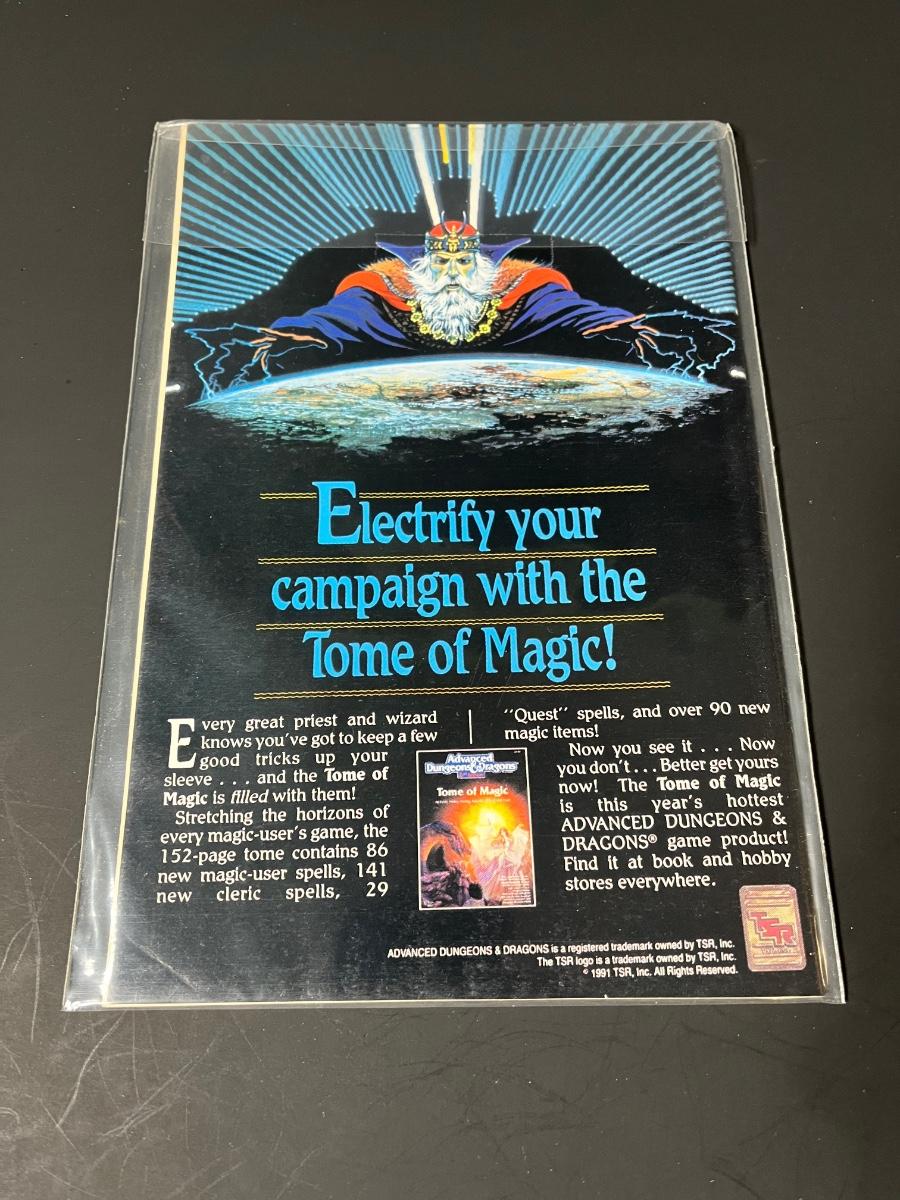 Electrify your
campaign with the
Tome of Magic!
Every great priest and wizard
knows you've got to keep a few
good tricks up your
sleeve . . . and the Tome of
Magic is filled with them!
Stretching the horizons of
every magic-user's game, the
152-page tome contains 86
new magic-user spells, 141
new cleric spells, 29
"Quest" spells, and over 90 new
magic items!
Now you see it . . . Now
you don't . . . Better get yours
now! The Tome of Magic
is this year's hottest
ADVANCED DUNGEONS &
DRAGONS® game product!
Find it at book and hobby
stores everywhere.
Advanced
Dungeons & Dragons
Tome of Magic
TSR
ADVANCED DUNGEONS & DRAGONS is a registered trademark owned by TSR, Inc.
The TSR logo is a trademark owned by TSR, Inc.
© 1991 TSR, Inc. All Rights Reserved.